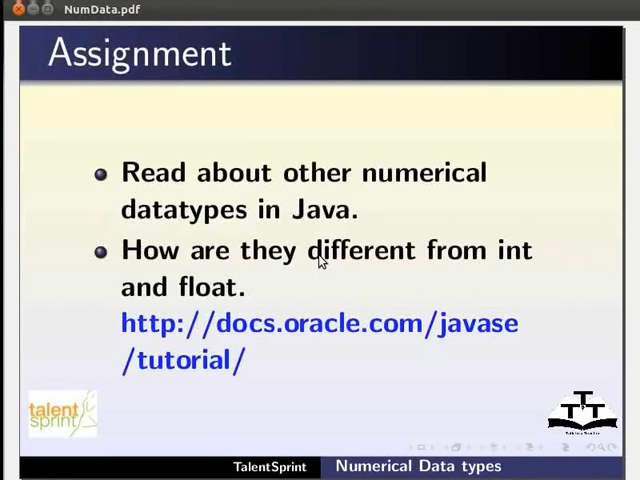 NumData.pdf
Assignment
Read about other numerical
datatypes in Java.
How are they different from int
and float.
http://docs.oracle.com/javase
/tutorial/
talent
sprint
TTT
TalentSprint
Numerical Data types